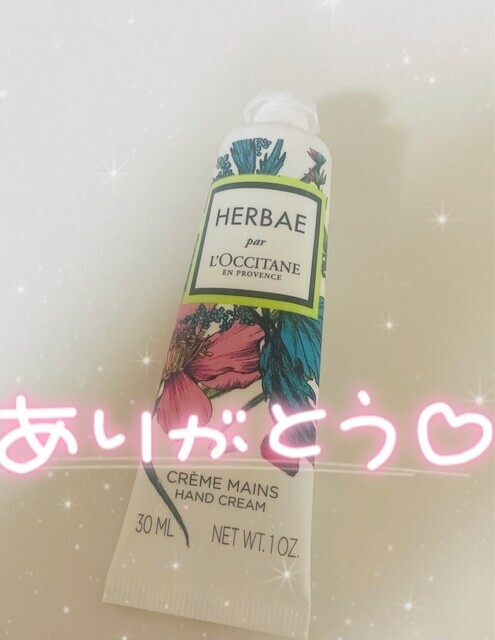 HERBAE
par
L'OCCITANE
EN PROVENCE
ありがとう♡
CRÈME MAINS
HAND CREAM
30 ML NET WT. 1 OZ.